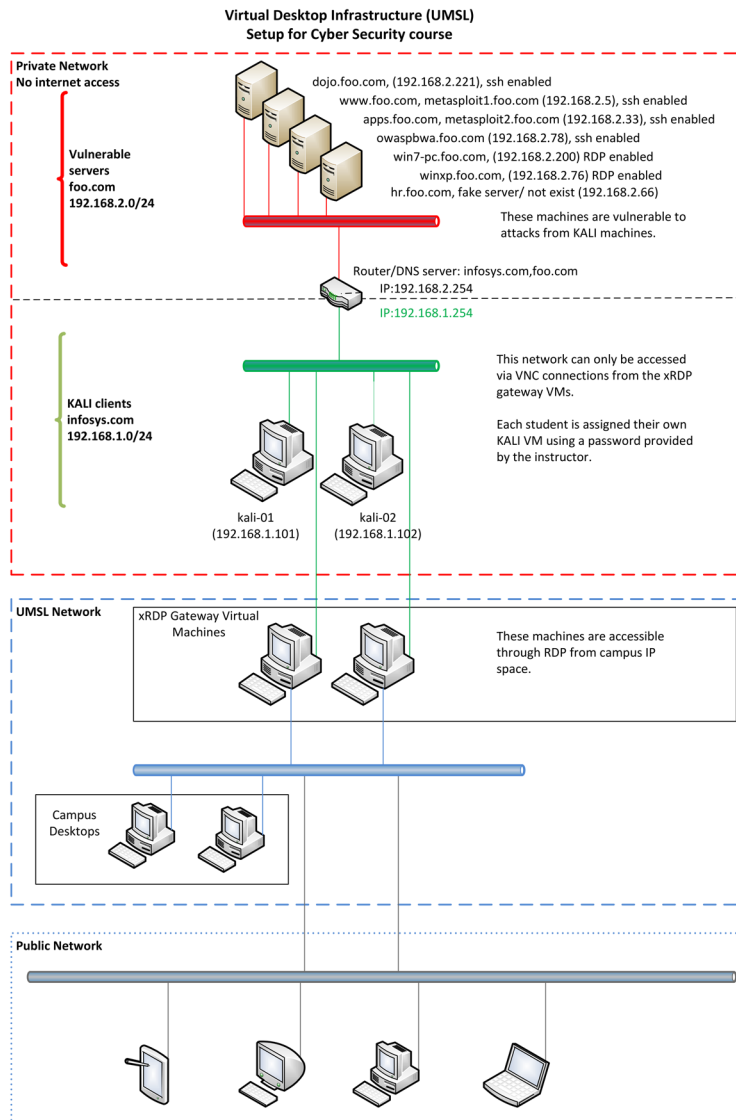 Virtual Desktop Infrastructure (UMSL)
Setup for Cyber Security course
Private Network
No internet access
dojo.foo.com, (192.168.2.221), ssh enabled
www.foo.com, metasploit1.foo.com (192.168.2.5), ssh enabled
apps.foo.com, metasploit2.foo.com (192.168.2.33), ssh enabled
owaspbwa.foo.com (192.168.2.78), ssh enabled
win7-pc.foo.com, (192.168.2.200) RDP enabled
winxp.foo.com, (192.168.2.76) RDP enabled
hr.foo.com, fake server/ not exist (192.168.2.66)
Vulnerable
servers
foo.com
192.168.2.0/24
These machines are vulnerable to
attacks from KALI machines.
Router/DNS server: infosys.com,foo.com
IP:192.168.2.254
IP:192.168.1.254
KALI clients
infosys.com
192.168.1.0/24
This network can only be accessed
via VNC connections from the xRDP
gateway VMs.
Each student is assigned their own
KALI VM using a password provided
by the instructor.
kali-01
(192.168.1.101)
kali-02
(192.168.1.102)
UMSL Network
xRDP Gateway Virtual
Machines
These machines are accessible
through RDP from campus IP
space.
Campus
Desktops
Public Network